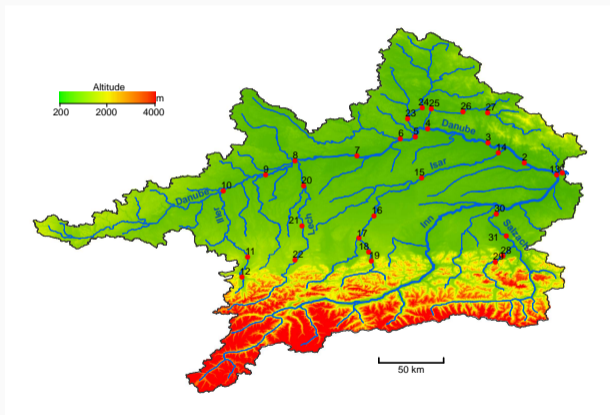 Altitude
200 2000 4000 m
24 25 26 27
23
4
Danube
6 5 3
14
8 7 2
Isar
9 15 13 1
20
10
Danube
Iller
Lech
16 30
21 Inn
Salzach
17 31
18 28
11 22 19 29
12
50 km